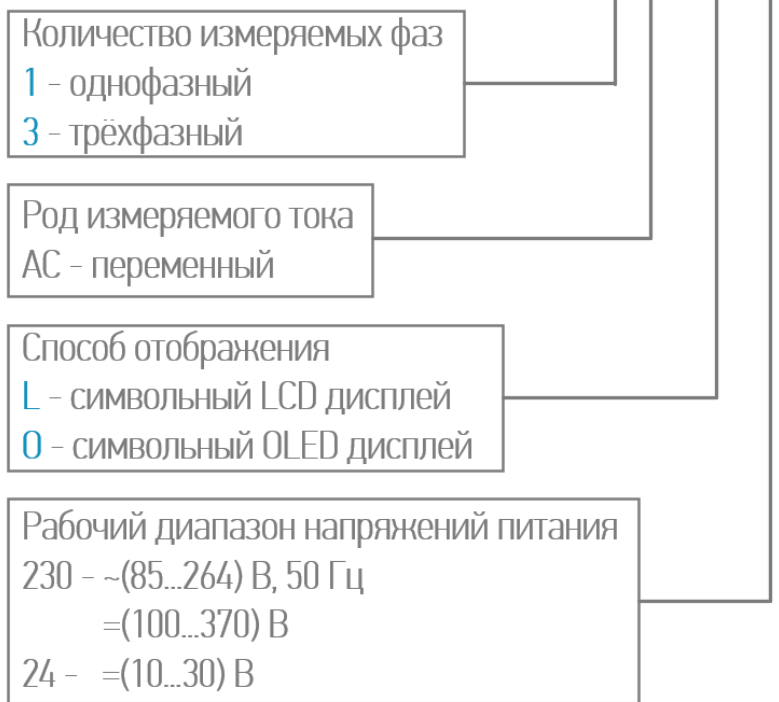 Количество измеряемых фаз
1 - однофазный
3 - трёхфазный
Род измеряемого тока
AC - переменный
Способ отображения
L - символьный LCD дисплей
O - символьный OLED дисплей
Рабочий диапазон напряжений питания
230 - ~(85...264) В, 50 Гц
=(100...370) В
24 - =(10...30) В